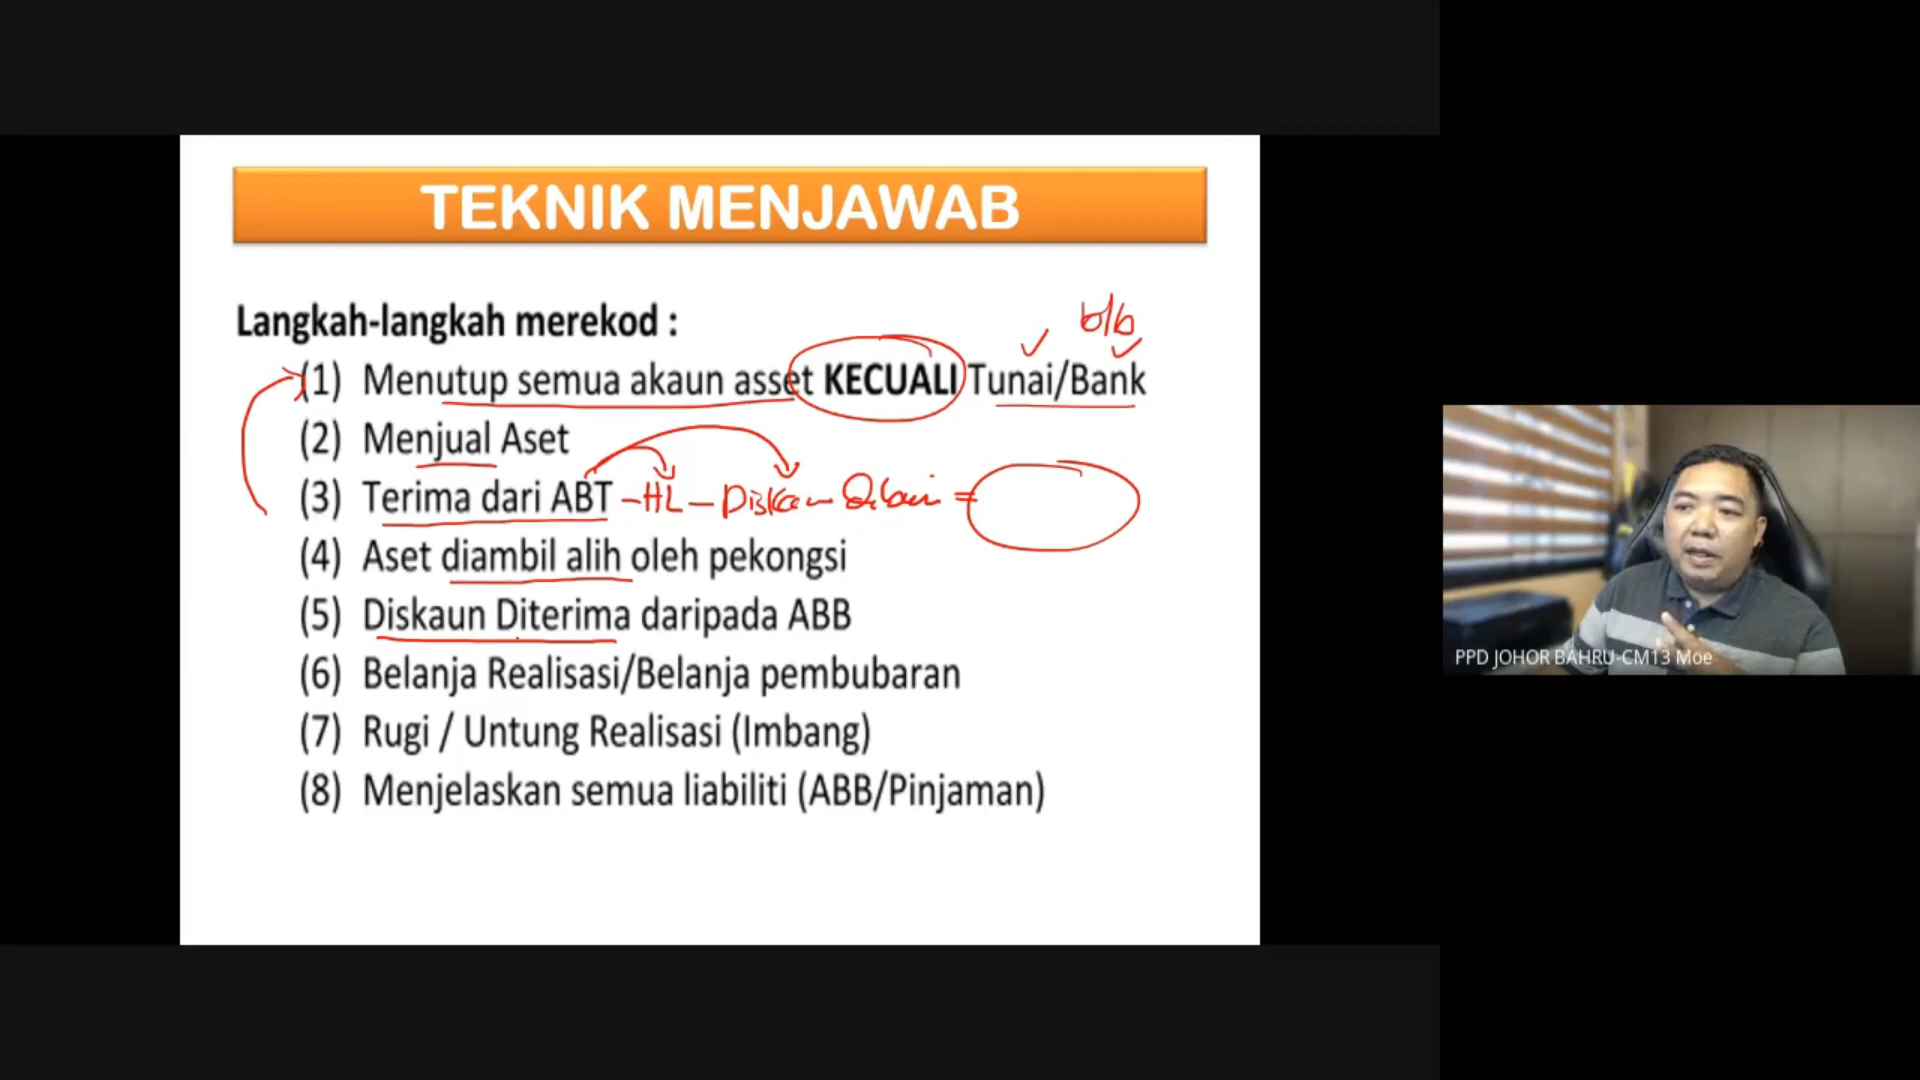 TEKNIK MENJAWAB
Langkah-langkah merekod :
b/b
(1) Menutup semua akaun asset KECUALI Tunai/Bank
(2) Menjual Aset
(3) Terima dari ABT – HL – Diskaun =
(4) Aset diambil alih oleh pekongsi
(5) Diskaun Diterima daripada ABB
(6) Belanja Realisasi/Belanja pembubaran
(7) Rugi / Untung Realisasi (Imbang)
(8) Menjelaskan semua liabiliti (ABB/Pinjaman)
PPD JOHOR BAHRU-CM13 Moe